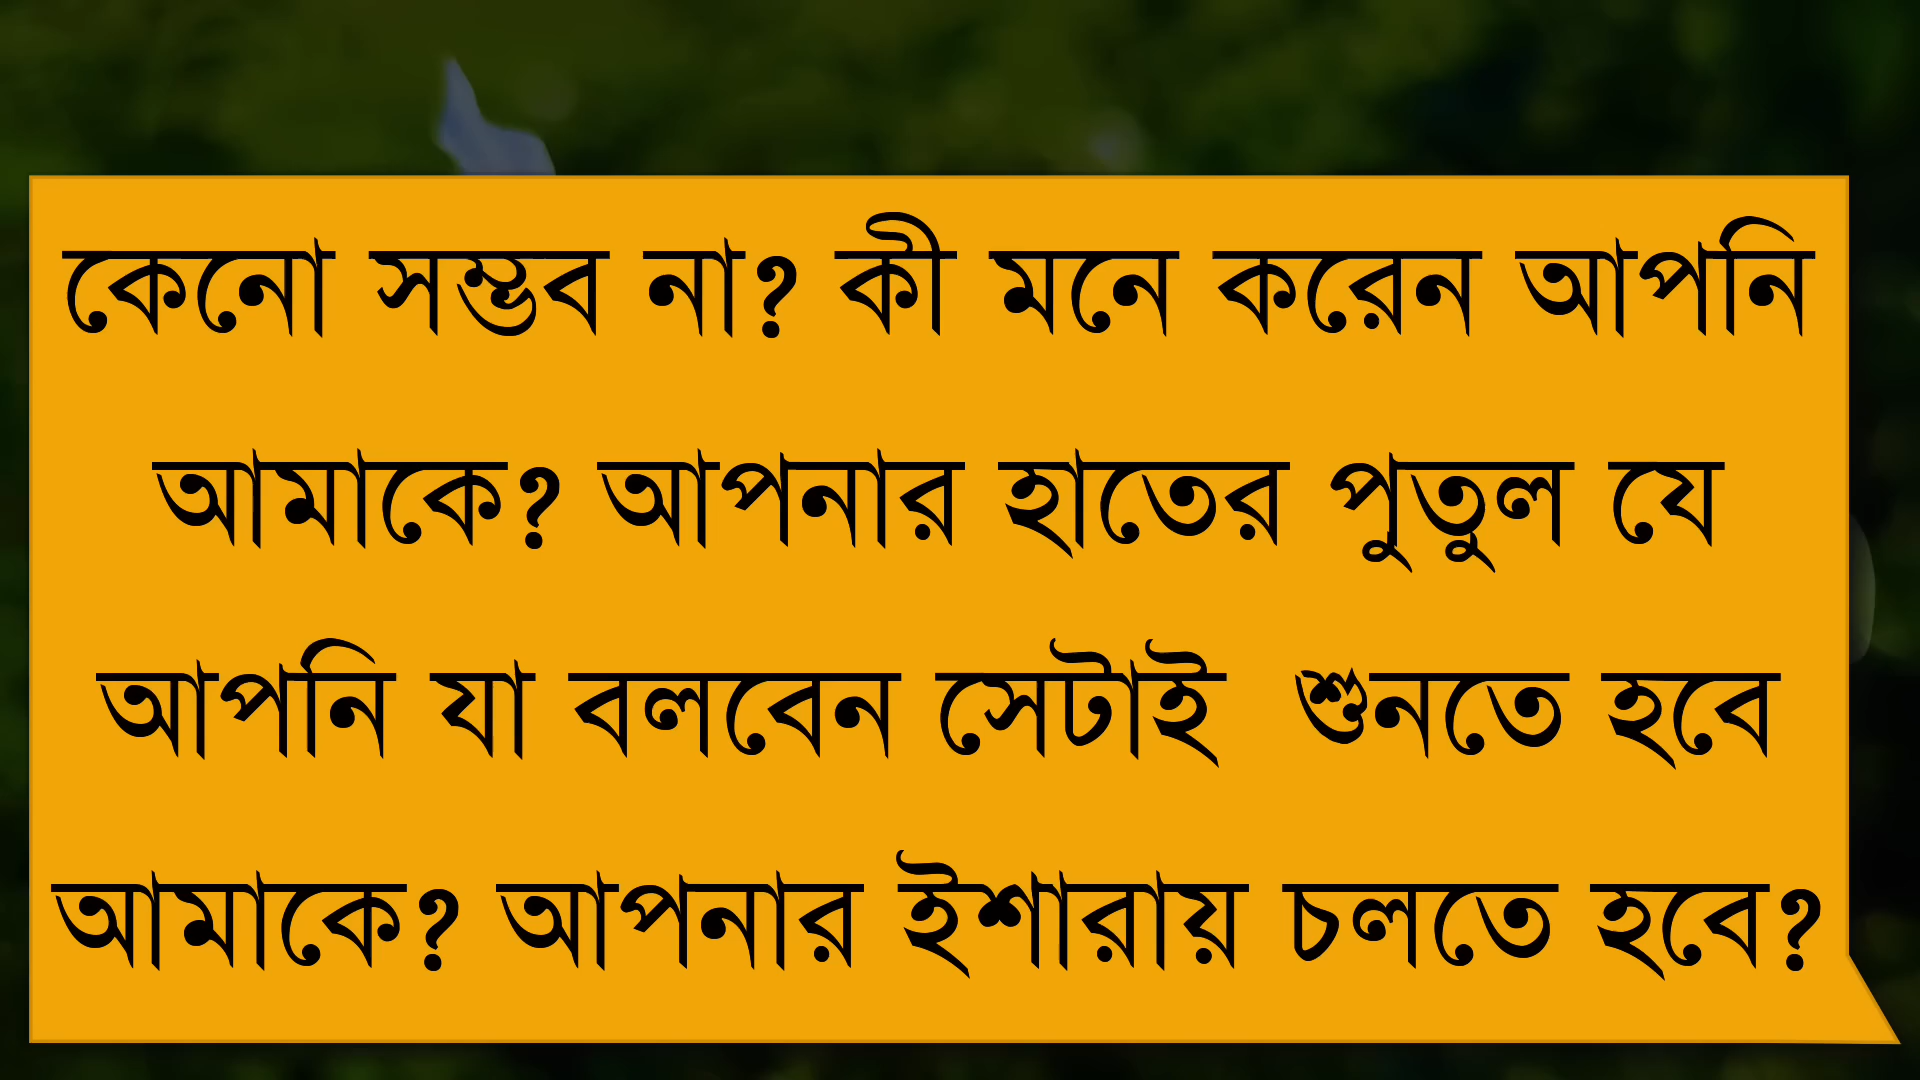 কেনো সম্ভব না? কী মনে করেন আপনি
আমাকে? আপনার হাতের পুতুল যে
আপনি যা বলবেন সেটাই  শুনতে হবে
আমাকে? আপনার ইশারায় চলতে হবে?